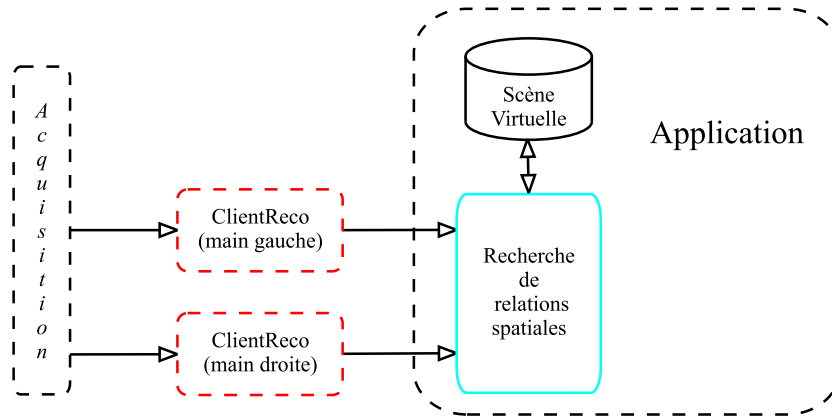 Acquisition
ClientReco
(main gauche)
ClientReco
(main droite)
Scène
Virtuelle
Application
Recherche
de
relations
spatiales